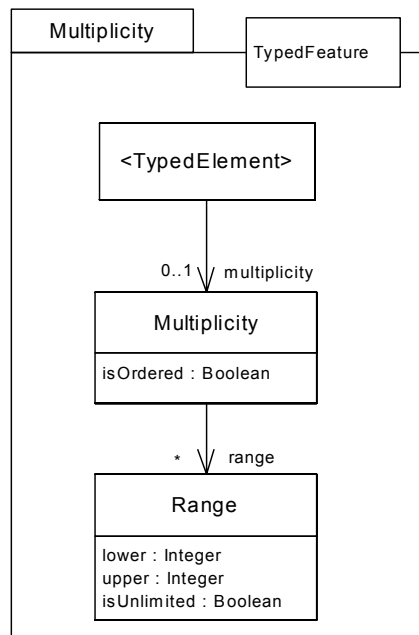 Multiplicity
TypedFeature
<TypedElement>
0..1 multiplicity
Multiplicity
isOrdered : Boolean
* range
Range
lower : Integer
upper : Integer
isUnlimited : Boolean